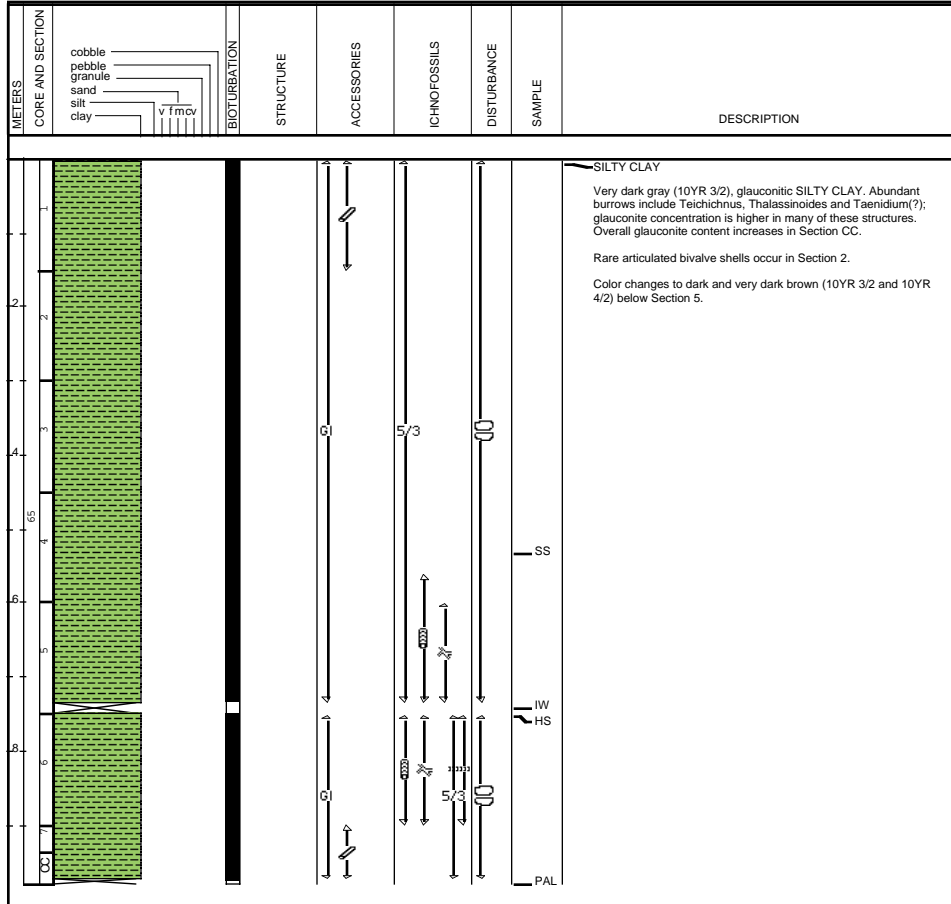 METERS
CORE AND SECTION
cobble
pebble
granule
sand
silt
clay
v f m c v
BIOTURBATION
STRUCTURE
ACCESSORIES
ICHNOFOSSILS
DISTURBANCE
SAMPLE
DESCRIPTION
SILTY CLAY
Very dark gray (10YR 3/2), glauconitic SILTY CLAY. Abundant
burrows include Teichichnus, Thalassinoides and Taenidium(?);
glauconite concentration is higher in many of these structures.
Overall glauconite content increases in Section CC.
Rare articulated bivalve shells occur in Section 2.
Color changes to dark and very dark brown (10YR 3/2 and 10YR
4/2) below Section 5.
1
2
2
3
Gl
5/3
4
65
4
SS
6
5
IW
HS
8
6
Gl
5/3
7
CC
PAL